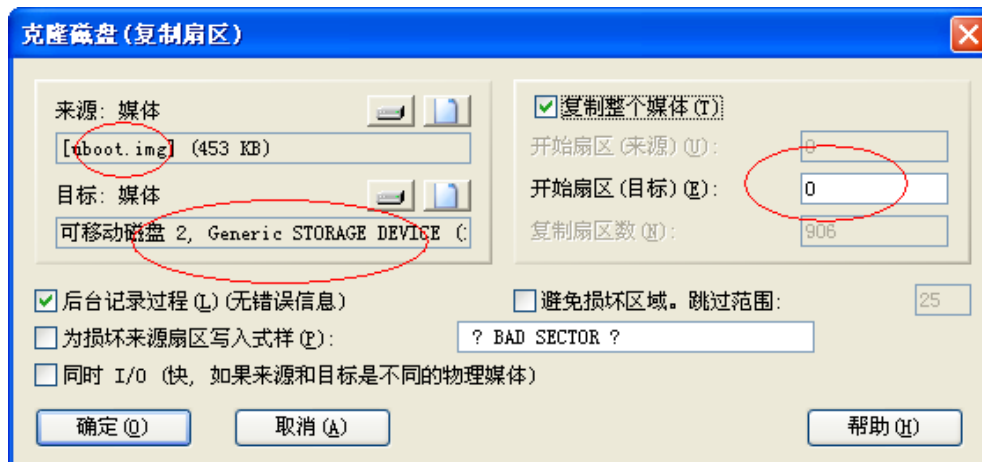 克隆磁盘(复制扇区)
来源: 媒体
[uboot.img] (453 KB)
目标: 媒体
可移动磁盘 2, Generic STORAGE DEVICE (
复制整个媒体(T)
开始扇区(来源)(U): 0
开始扇区(目标)(E): 0
复制扇区数(N): 906
后台记录过程(L)(无错误信息)
避免损坏区域。跳过范围: 25
为损坏来源扇区写入式样(P): ? BAD SECTOR ?
同时 I/O (快, 如果来源和目标是不同的物理媒体)
确定(O) 取消(A) 帮助(H)